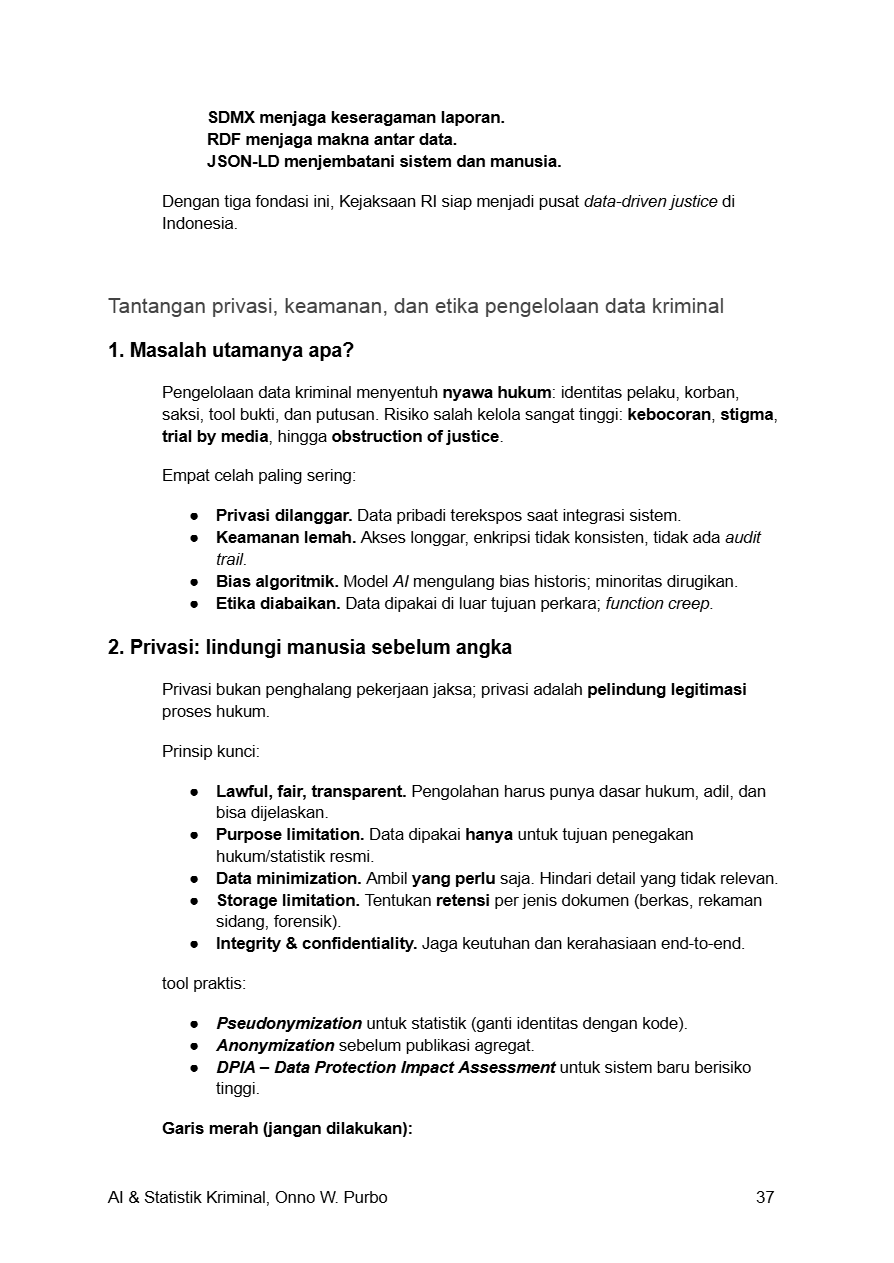 SDMX menjaga keseragaman laporan.
RDF menjaga makna antar data.
JSON-LD menjembatani sistem dan manusia.
Dengan tiga fondasi ini, Kejaksaan RI siap menjadi pusat data-driven justice di
Indonesia.
Tantangan privasi, keamanan, dan etika pengelolaan data kriminal
1. Masalah utamanya apa?
Pengelolaan data kriminal menyentuh nyawa hukum: identitas pelaku, korban,
saksi, tool bukti, dan putusan. Risiko salah kelola sangat tinggi: kebocoran, stigma,
trial by media, hingga obstruction of justice.
Empat celah paling sering:
● Privasi dilanggar. Data pribadi terekspos saat integrasi sistem.
● Keamanan lemah. Akses longgar, enkripsi tidak konsisten, tidak ada audit
trail.
● Bias algoritmik. Model AI mengulang bias historis; minoritas dirugikan.
● Etika diabaikan. Data dipakai di luar tujuan perkara; function creep.
2. Privasi: lindungi manusia sebelum angka
Privasi bukan penghalang pekerjaan jaksa; privasi adalah pelindung legitimasi
proses hukum.
Prinsip kunci:
● Lawful, fair, transparent. Pengolahan harus punya dasar hukum, adil, dan
bisa dijelaskan.
● Purpose limitation. Data dipakai hanya untuk tujuan penegakan
hukum/statistik resmi.
● Data minimization. Ambil yang perlu saja. Hindari detail yang tidak relevan.
● Storage limitation. Tentukan retensi per jenis dokumen (berkas, rekaman
sidang, forensik).
● Integrity & confidentiality. Jaga keutuhan dan kerahasiaan end-to-end.
tool praktis:
● Pseudonymization untuk statistik (ganti identitas dengan kode).
● Anonymization sebelum publikasi agregat.
● DPIA – Data Protection Impact Assessment untuk sistem baru berisiko
tinggi.
Garis merah (jangan dilakukan):
AI & Statistik Kriminal, Onno W. Purbo 37